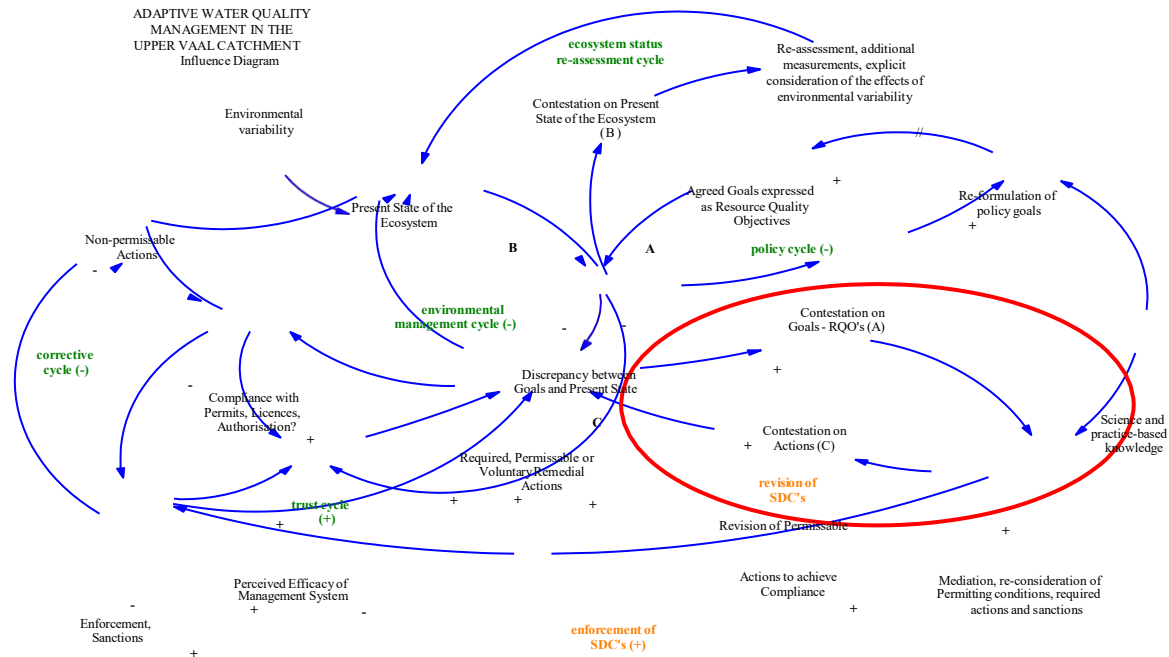 ADAPTIVE WATER QUALITY
MANAGEMENT IN THE
UPPER VAAL CATCHMENT
Influence Diagram
ecosystem status
re-assessment cycle
Re-assessment, additional
measurements, explicit
consideration of the effects of
environmental variability
Environmental
variability
Contestation on Present
State of the Ecosystem
(B)
//
+
Present State of the
Ecosystem
Agreed Goals expressed
as Resource Quality
Objectives
Re-formulation of
policy goals
+
Non-permissable
Actions
-
B
A
policy cycle (-)
environmental
management cycle (-)
-
-
Contestation on
Goals - RQO's (A)
corrective
cycle (-)
-
Discrepancy between
Goals and Present State
+
Compliance with
Permits, Licences,
Authorisation?
+
C
Contestation on
Actions (C)
+
Science and
practice-based
knowledge
Required, Permissable or
Voluntary Remedial
Actions
+
+
+
revision of
SDC's
trust cycle
(+)
+
Revision of Permissable
+
Perceived Efficacy of
Management System
-
+
-
Actions to achieve
Compliance
+
Mediation, re-consideration of
Permitting conditions, required
actions and sanctions
Enforcement,
Sanctions
+
enforcement of
SDC's (+)